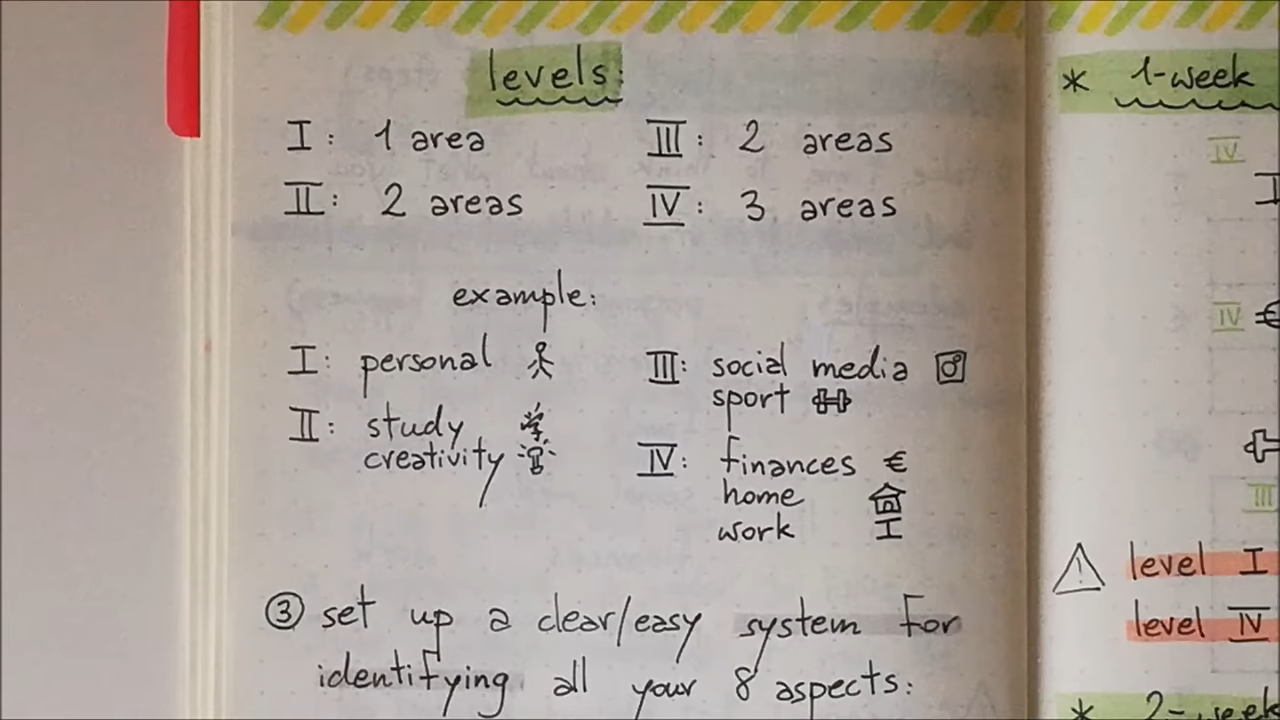 levels:
I: 1 area
II: 2 areas
III: 2 areas
IV: 3 areas
example:
I: personal
II: study
creativity
III: social media
sport
IV: finances €
home
work I
③ set up a clear/easy system for
identifying all your 8 aspects:
* 1-week
IV
I
IV €
III
level I
level IV
* 2-week